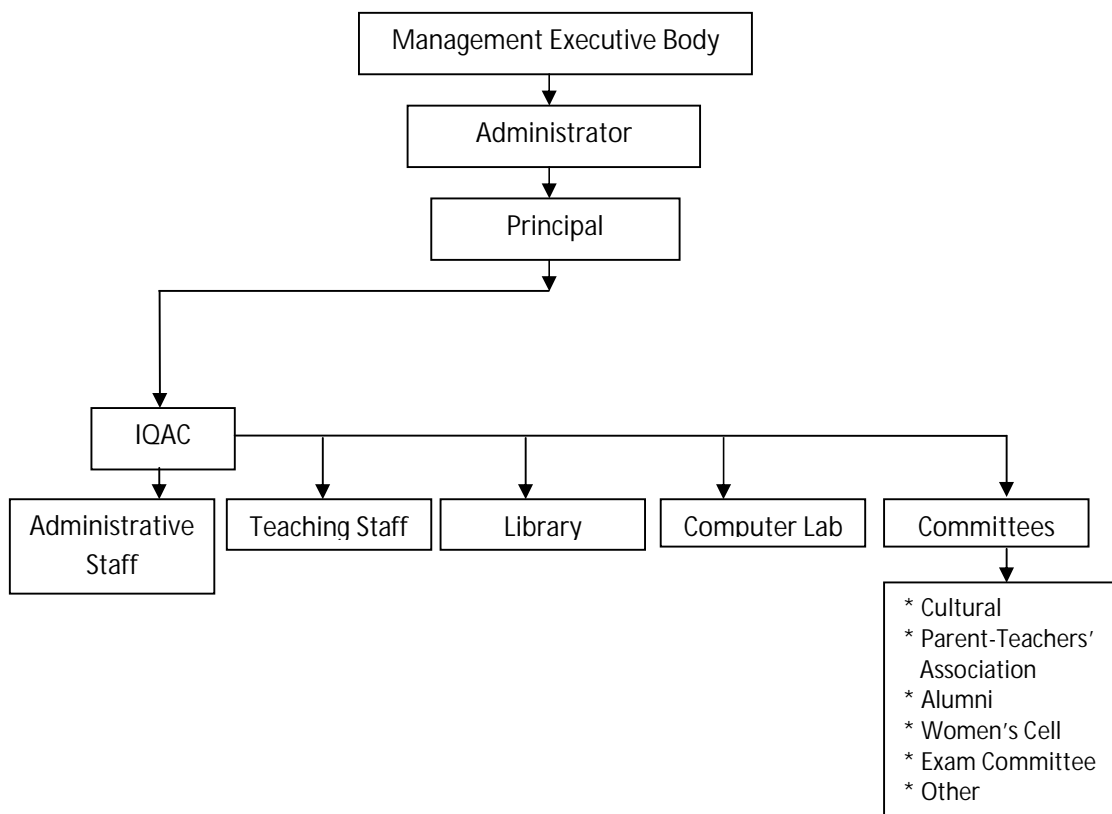 Management Executive Body
Administrator
Principal
IQAC
Administrative
Staff
Teaching Staff
Library
Computer Lab
Committees
* Cultural
* Parent-Teachers’
Association
* Alumni
* Women’s Cell
* Exam Committee
* Other